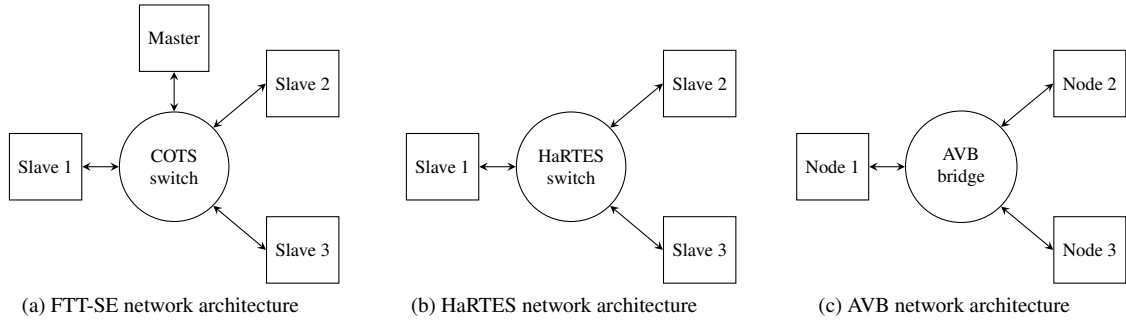 Master
Slave 2
COTS
switch
Slave 1
Slave 3
(a) FTT-SE network architecture
Slave 2
HaRTES
switch
Slave 1
Slave 3
(b) HaRTES network architecture
Node 2
AVB
bridge
Node 1
Node 3
(c) AVB network architecture